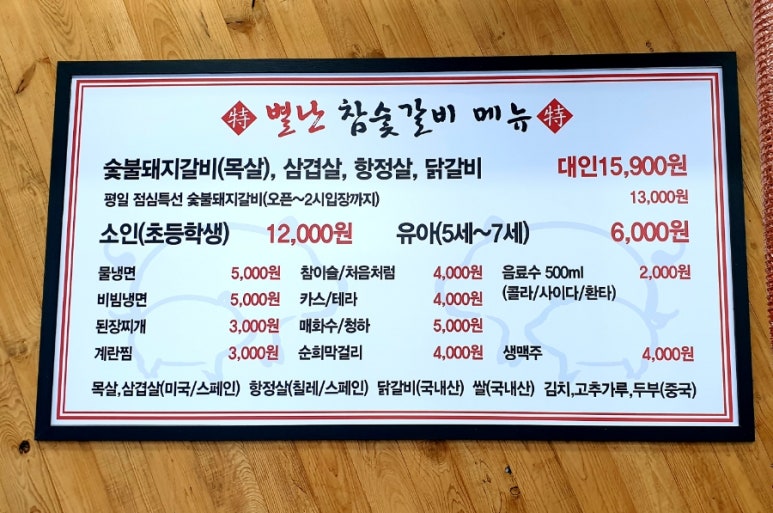 特 별난 참숯갈비 메뉴 特
숯불돼지갈비(목살), 삼겹살, 항정살, 닭갈비 대인15,900원
평일 점심특선 숯불돼지갈비(오픈~2시입장까지) 13,000원
소인(초등학생) 12,000원 유아(5세~7세) 6,000원
물냉면 5,000원 참이슬/처음처럼 4,000원 음료수 500ml 2,000원
(콜라/사이다/환타)
비빔냉면 5,000원 카스/테라 4,000원
된장찌개 3,000원 매화수/청하 5,000원
계란찜 3,000원 순희막걸리 4,000원 생맥주 4,000원
목살,삼겹살(미국/스페인) 항정살(칠레/스페인) 닭갈비(국내산) 쌀(국내산) 김치,고추가루,두부(중국)